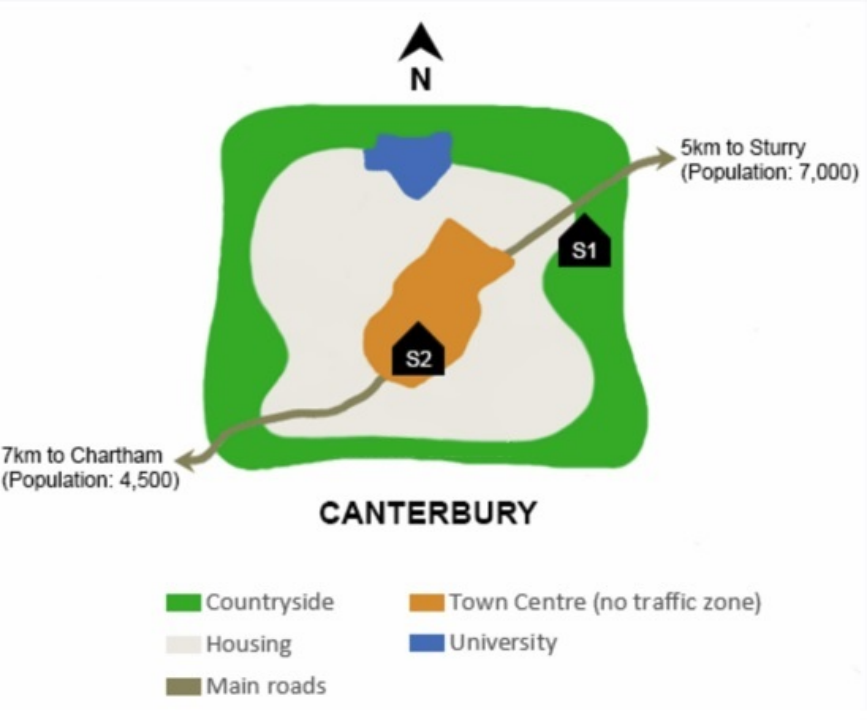 N
5km to Sturry
(Population: 7,000)
S1
S2
7km to Chartham
(Population: 4,500)
CANTERBURY
Countryside
Town Centre (no traffic zone)
Housing
University
Main roads